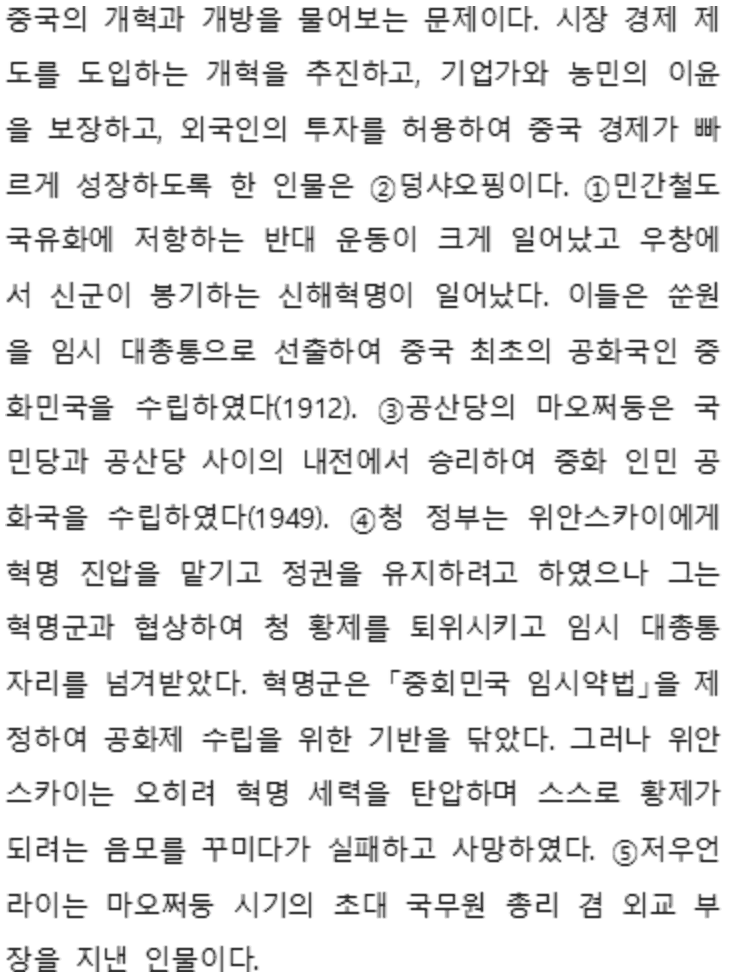 중국의 개혁과 개방을 물어보는 문제이다. 시장 경제 제
도를 도입하는 개혁을 추진하고, 기업가와 농민의 이윤
을 보장하고, 외국인의 투자를 허용하여 중국 경제가 빠
르게 성장하도록 한 인물은 ②덩샤오핑이다. ①민간철도
국유화에 저항하는 반대 운동이 크게 일어났고 우창에
서 신군이 봉기하는 신해혁명이 일어났다. 이들은 쑨원
을 임시 대총통으로 선출하여 중국 최초의 공화국인 중
화민국을 수립하였다(1912). ③공산당의 마오쩌둥은 국
민당과 공산당 사이의 내전에서 승리하여 중화 인민 공
화국을 수립하였다(1949). ④청 정부는 위안스카이에게
혁명 진압을 맡기고 정권을 유지하려고 하였으나 그는
혁명군과 협상하여 청 황제를 퇴위시키고 임시 대총통
자리를 넘겨받았다. 혁명군은 「중회민국 임시약법」을 제
정하여 공화제 수립을 위한 기반을 닦았다. 그러나 위안
스카이는 오히려 혁명 세력을 탄압하며 스스로 황제가
되려는 음모를 꾸미다가 실패하고 사망하였다. ⑤저우언
라이는 마오쩌둥 시기의 초대 국무원 총리 겸 외교 부
장을 지낸 인물이다.